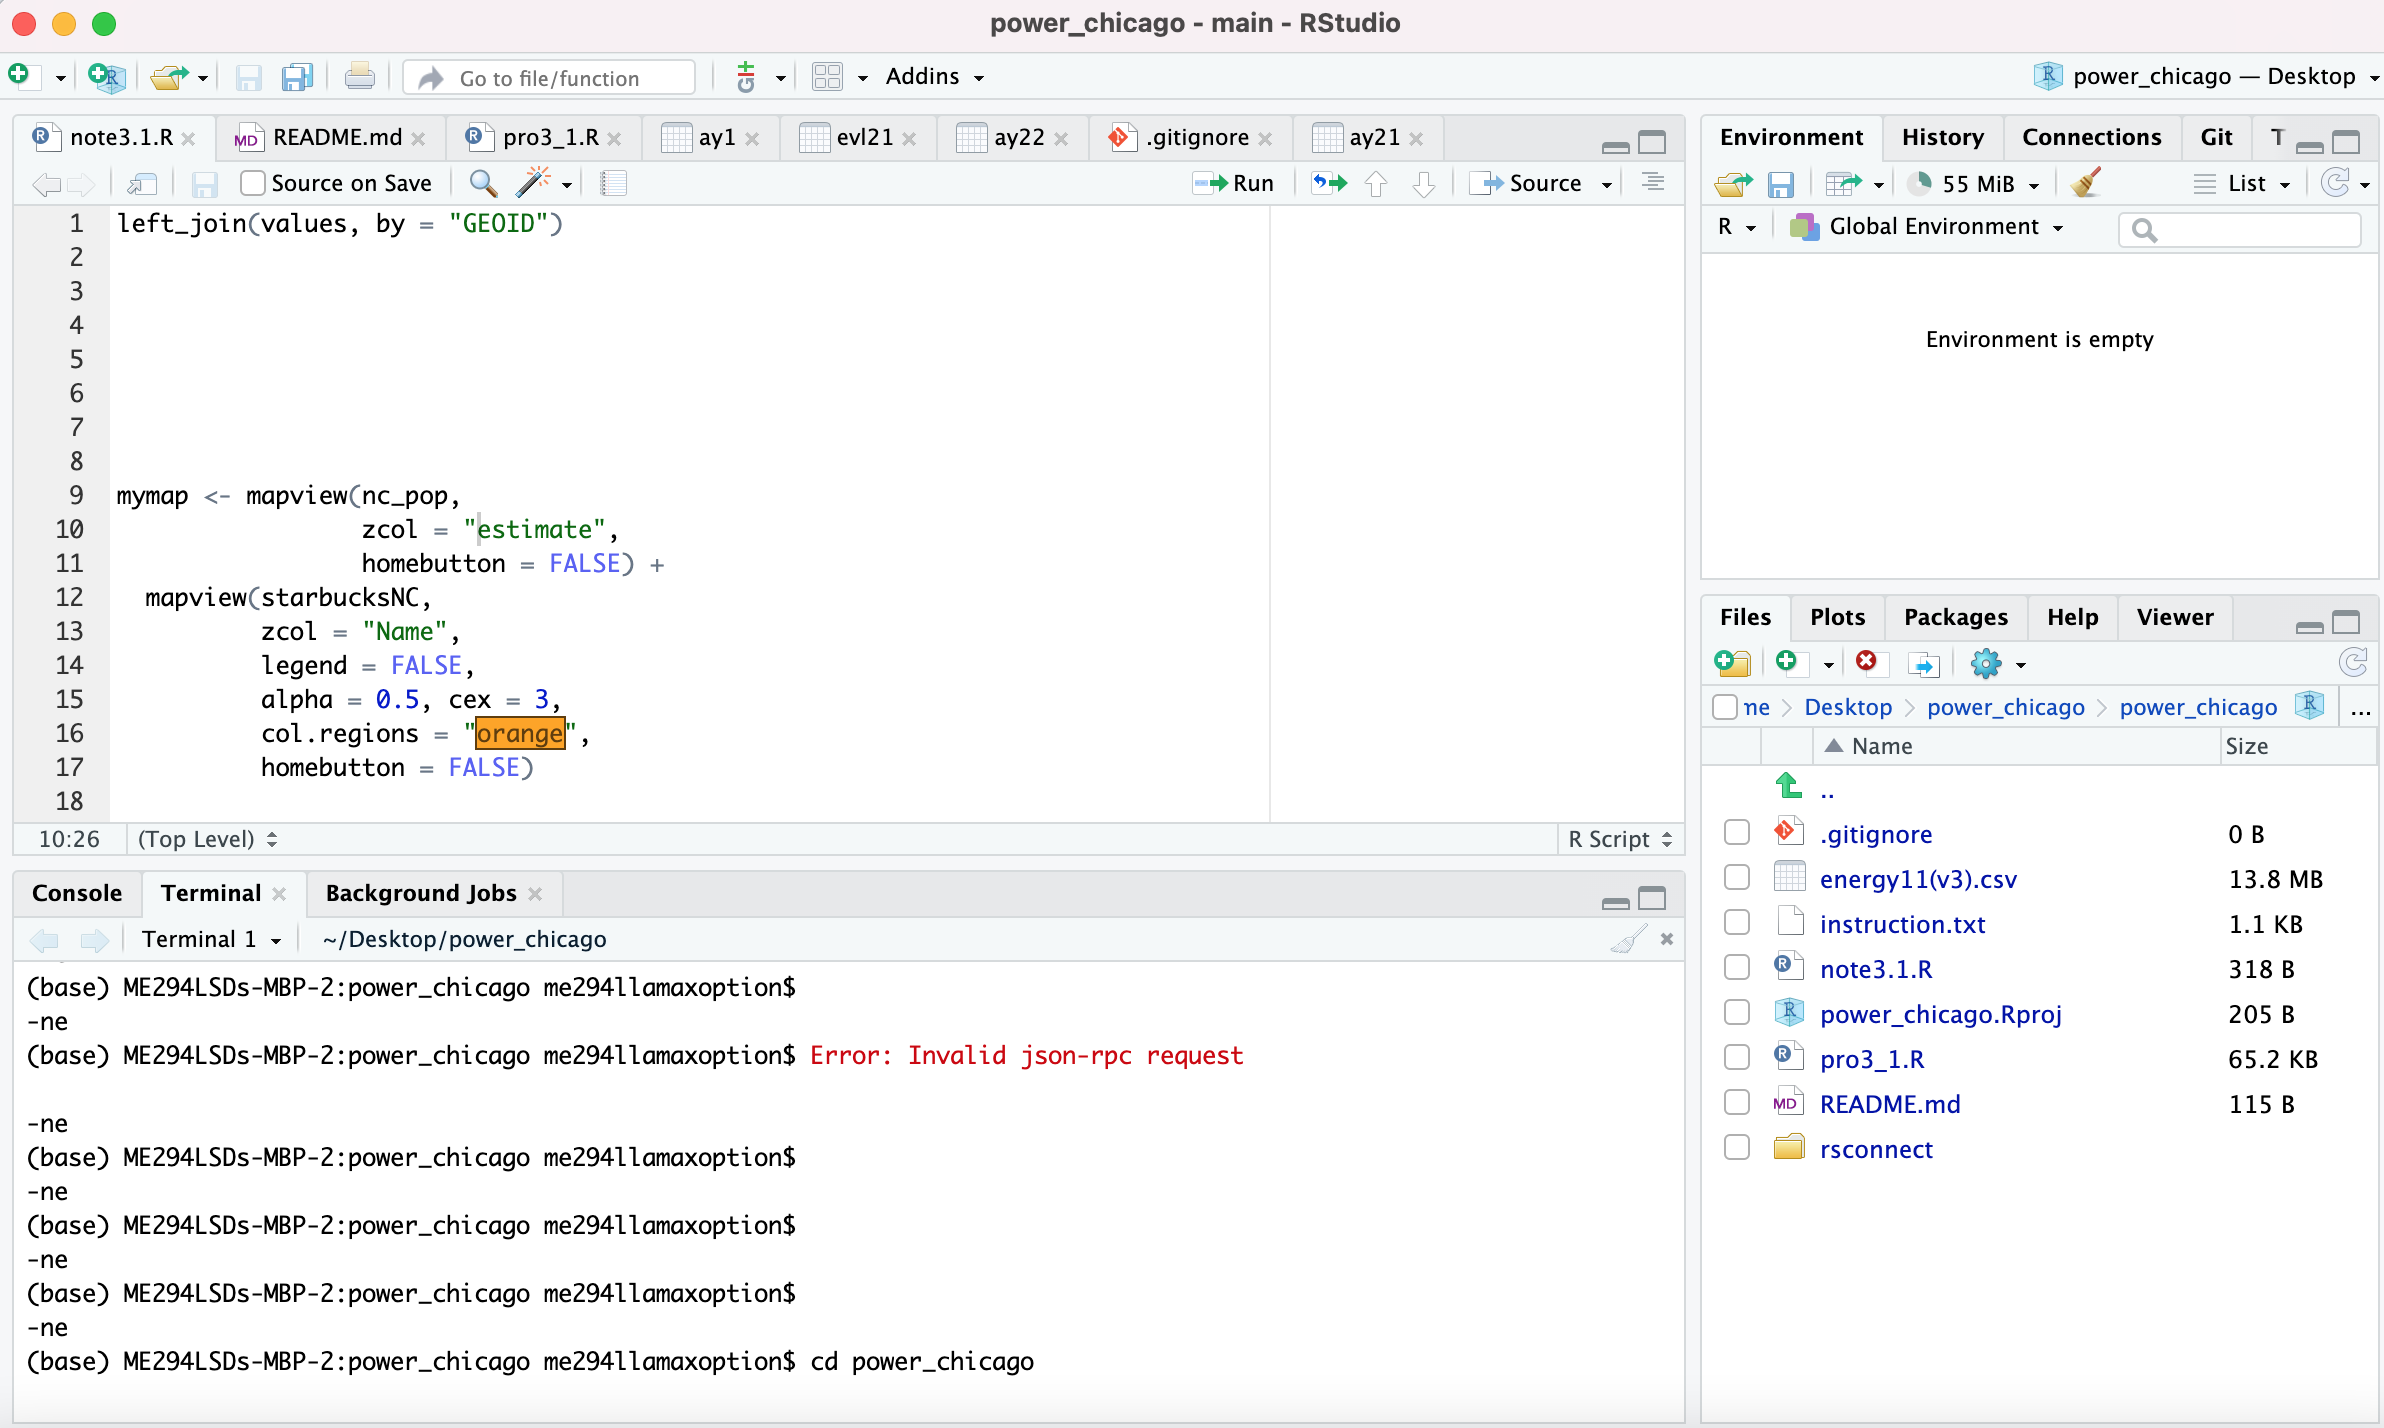 power_chicago - main - RStudio
Go to file/function
Addins
power_chicago — Desktop
note3.1.R
README.md
pro3_1.R
ay1
evl21
ay22
.gitignore
ay21
Source on Save
Run
Source
1 left_join(values, by = "GEOID")
2
3
4
5
6
7
8
9 mymap <- mapview(nc_pop,
10 zcol = "estimate",
11 homebutton = FALSE) +
12 mapview(starbucksNC,
13 zcol = "Name",
14 legend = FALSE,
15 alpha = 0.5, cex = 3,
16 col.regions = "orange",
17 homebutton = FALSE)
18
10:26 (Top Level) R Script
Console Terminal Background Jobs
Terminal 1 ~/Desktop/power_chicago
(base) ME294LSDs-MBP-2:power_chicago me294llamaxoption$
-ne
(base) ME294LSDs-MBP-2:power_chicago me294llamaxoption$ Error: Invalid json-rpc request
-ne
(base) ME294LSDs-MBP-2:power_chicago me294llamaxoption$
-ne
(base) ME294LSDs-MBP-2:power_chicago me294llamaxoption$
-ne
(base) ME294LSDs-MBP-2:power_chicago me294llamaxoption$
-ne
(base) ME294LSDs-MBP-2:power_chicago me294llamaxoption$ cd power_chicago
Environment History Connections Git T
55 MiB List
R Global Environment
Environment is empty
Files Plots Packages Help Viewer
me Desktop power_chicago power_chicago ...
Name Size
..
.gitignore 0 B
energy11(v3).csv 13.8 MB
instruction.txt 1.1 KB
note3.1.R 318 B
power_chicago.Rproj 205 B
pro3_1.R 65.2 KB
README.md 115 B
rsconnect